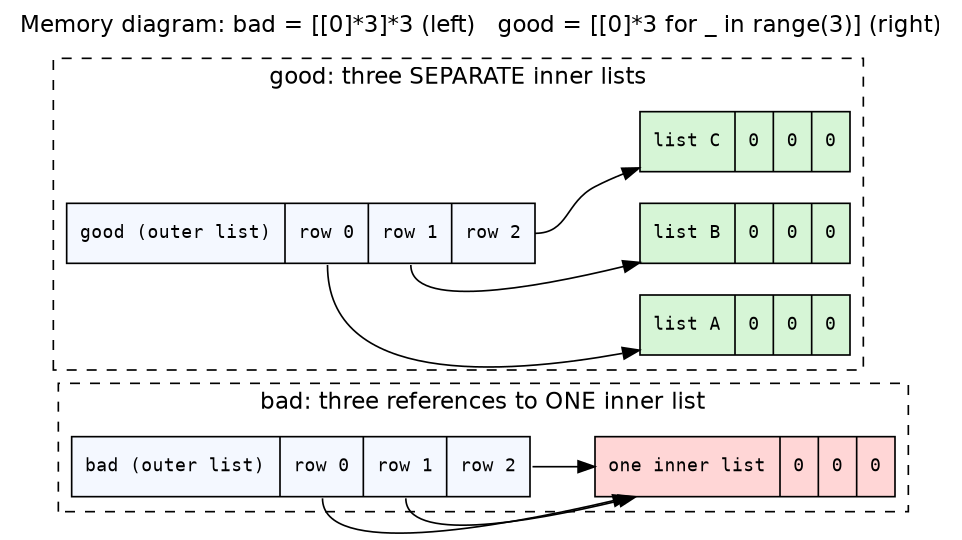 Memory diagram: bad = [[0]*3]*3 (left)   good = [[0]*3 for _ in range(3)] (right)
good: three SEPARATE inner lists
list C 0 0 0
good (outer list) row 0 row 1 row 2
list B 0 0 0
list A 0 0 0
bad: three references to ONE inner list
bad (outer list) row 0 row 1 row 2
one inner list 0 0 0